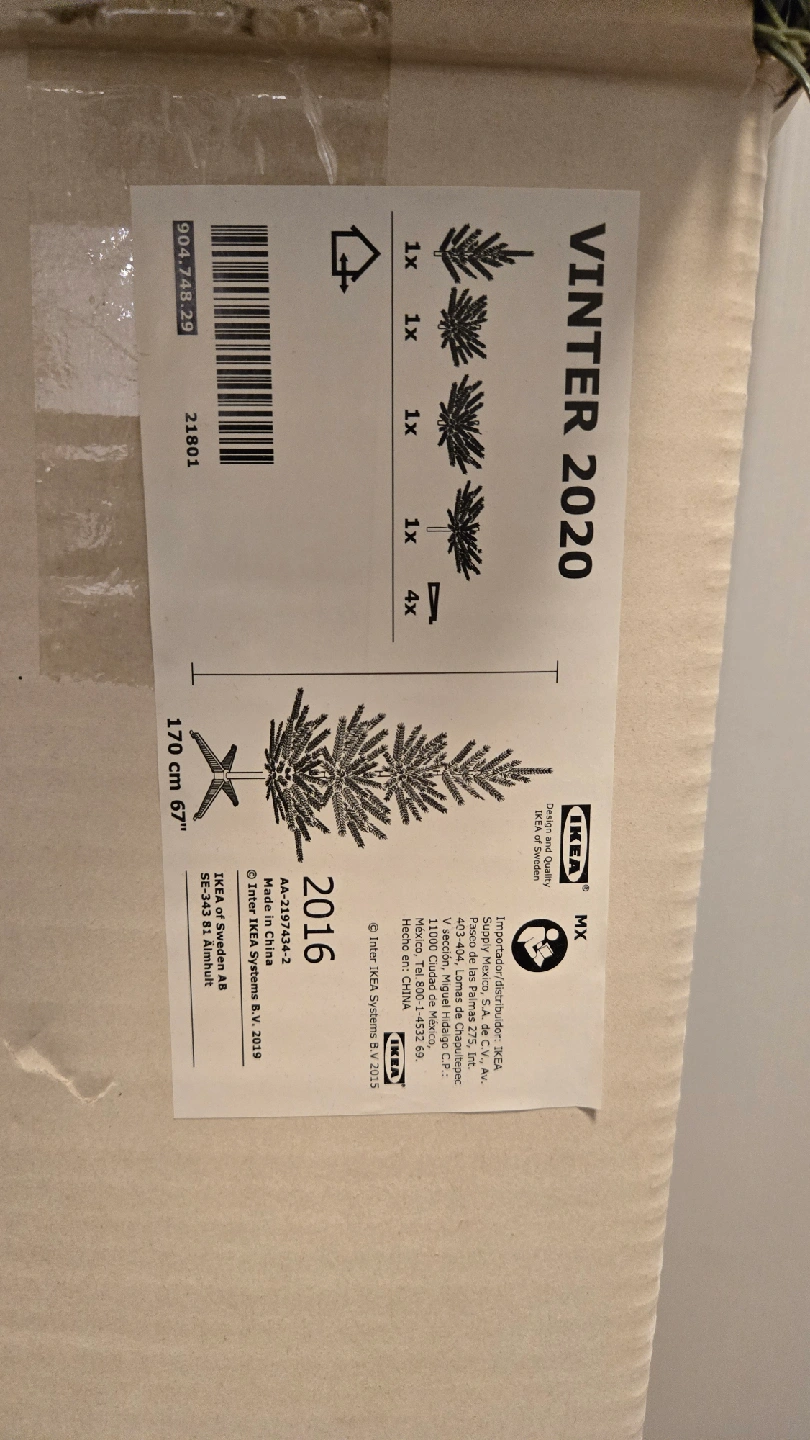 VINTER 2020
1x
1x
1x
1x
4x
904.748.29
21801
170 cm 67"
IKEA®
Design and Quality
IKEA of Sweden
MX
Importador/distribuidor: IKEA
Supply Mexico, S.A. de C.V., Av.
Paseo de las Palmas 275, Int.
403-404, Lomas de Chapultepec
V sección, Miguel Hidalgo C.P.:
11000 Ciudad de México,
México, Tel.800-1-4532 69.
Hecho en: CHINA
IKEA®
© Inter IKEA Systems B.V 2015
2016
AA-2197434-2
Made in China
© Inter IKEA Systems B.V. 2019
IKEA of Sweden AB
SE-343 81 Älmhult